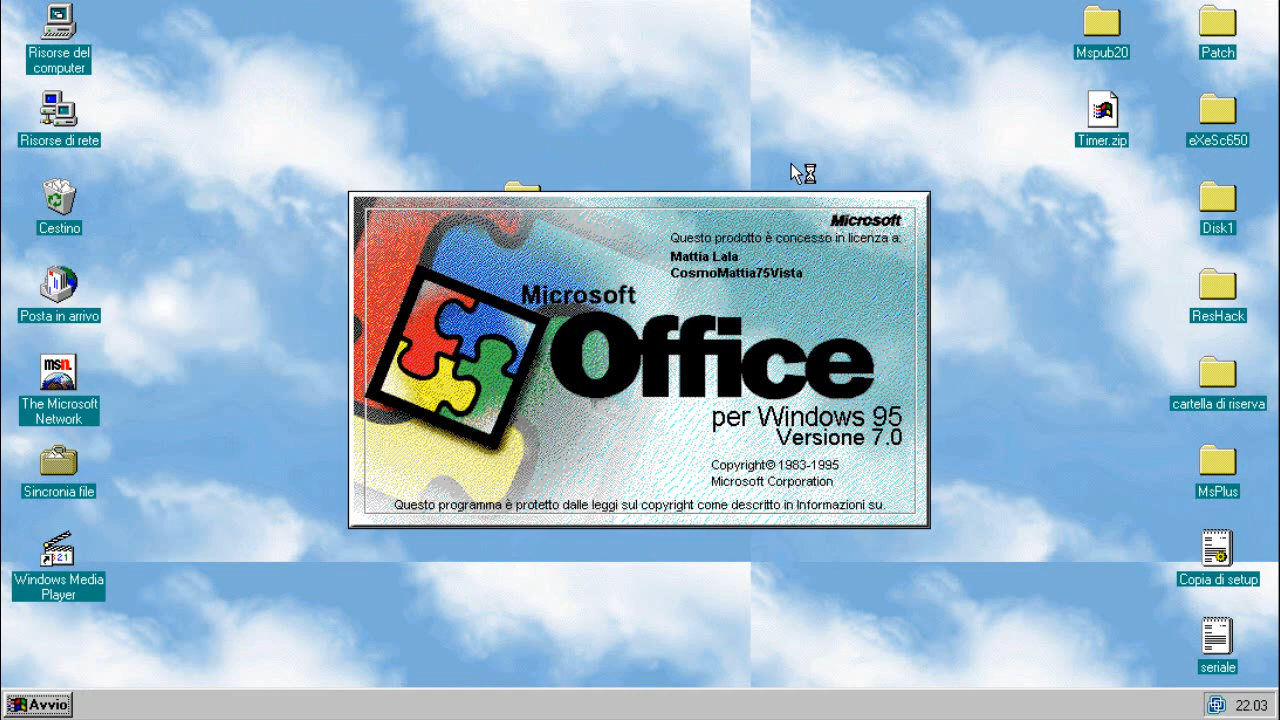 Risorse del
computer
Risorse di rete
Cestino
Posta in arrivo
msn.
The Microsoft
Network
Sincronia file
321
Windows Media
Player
Microsoft
Questo prodotto è concesso in licenza a:
Mattia Lala
CosmoMattia75Vista
Microsoft
Office
per Windows 95
Versione 7.0
Copyright© 1983-1995
Microsoft Corporation
Questo programma è protetto dalle leggi sul copyright come descritto in Informazioni su.
Mspub20
Timer.zip
Patch
eXeSc650
Disk1
ResHack
cartella di riserva
MsPlus
Copia di setup
seriale
Avvio
22.03